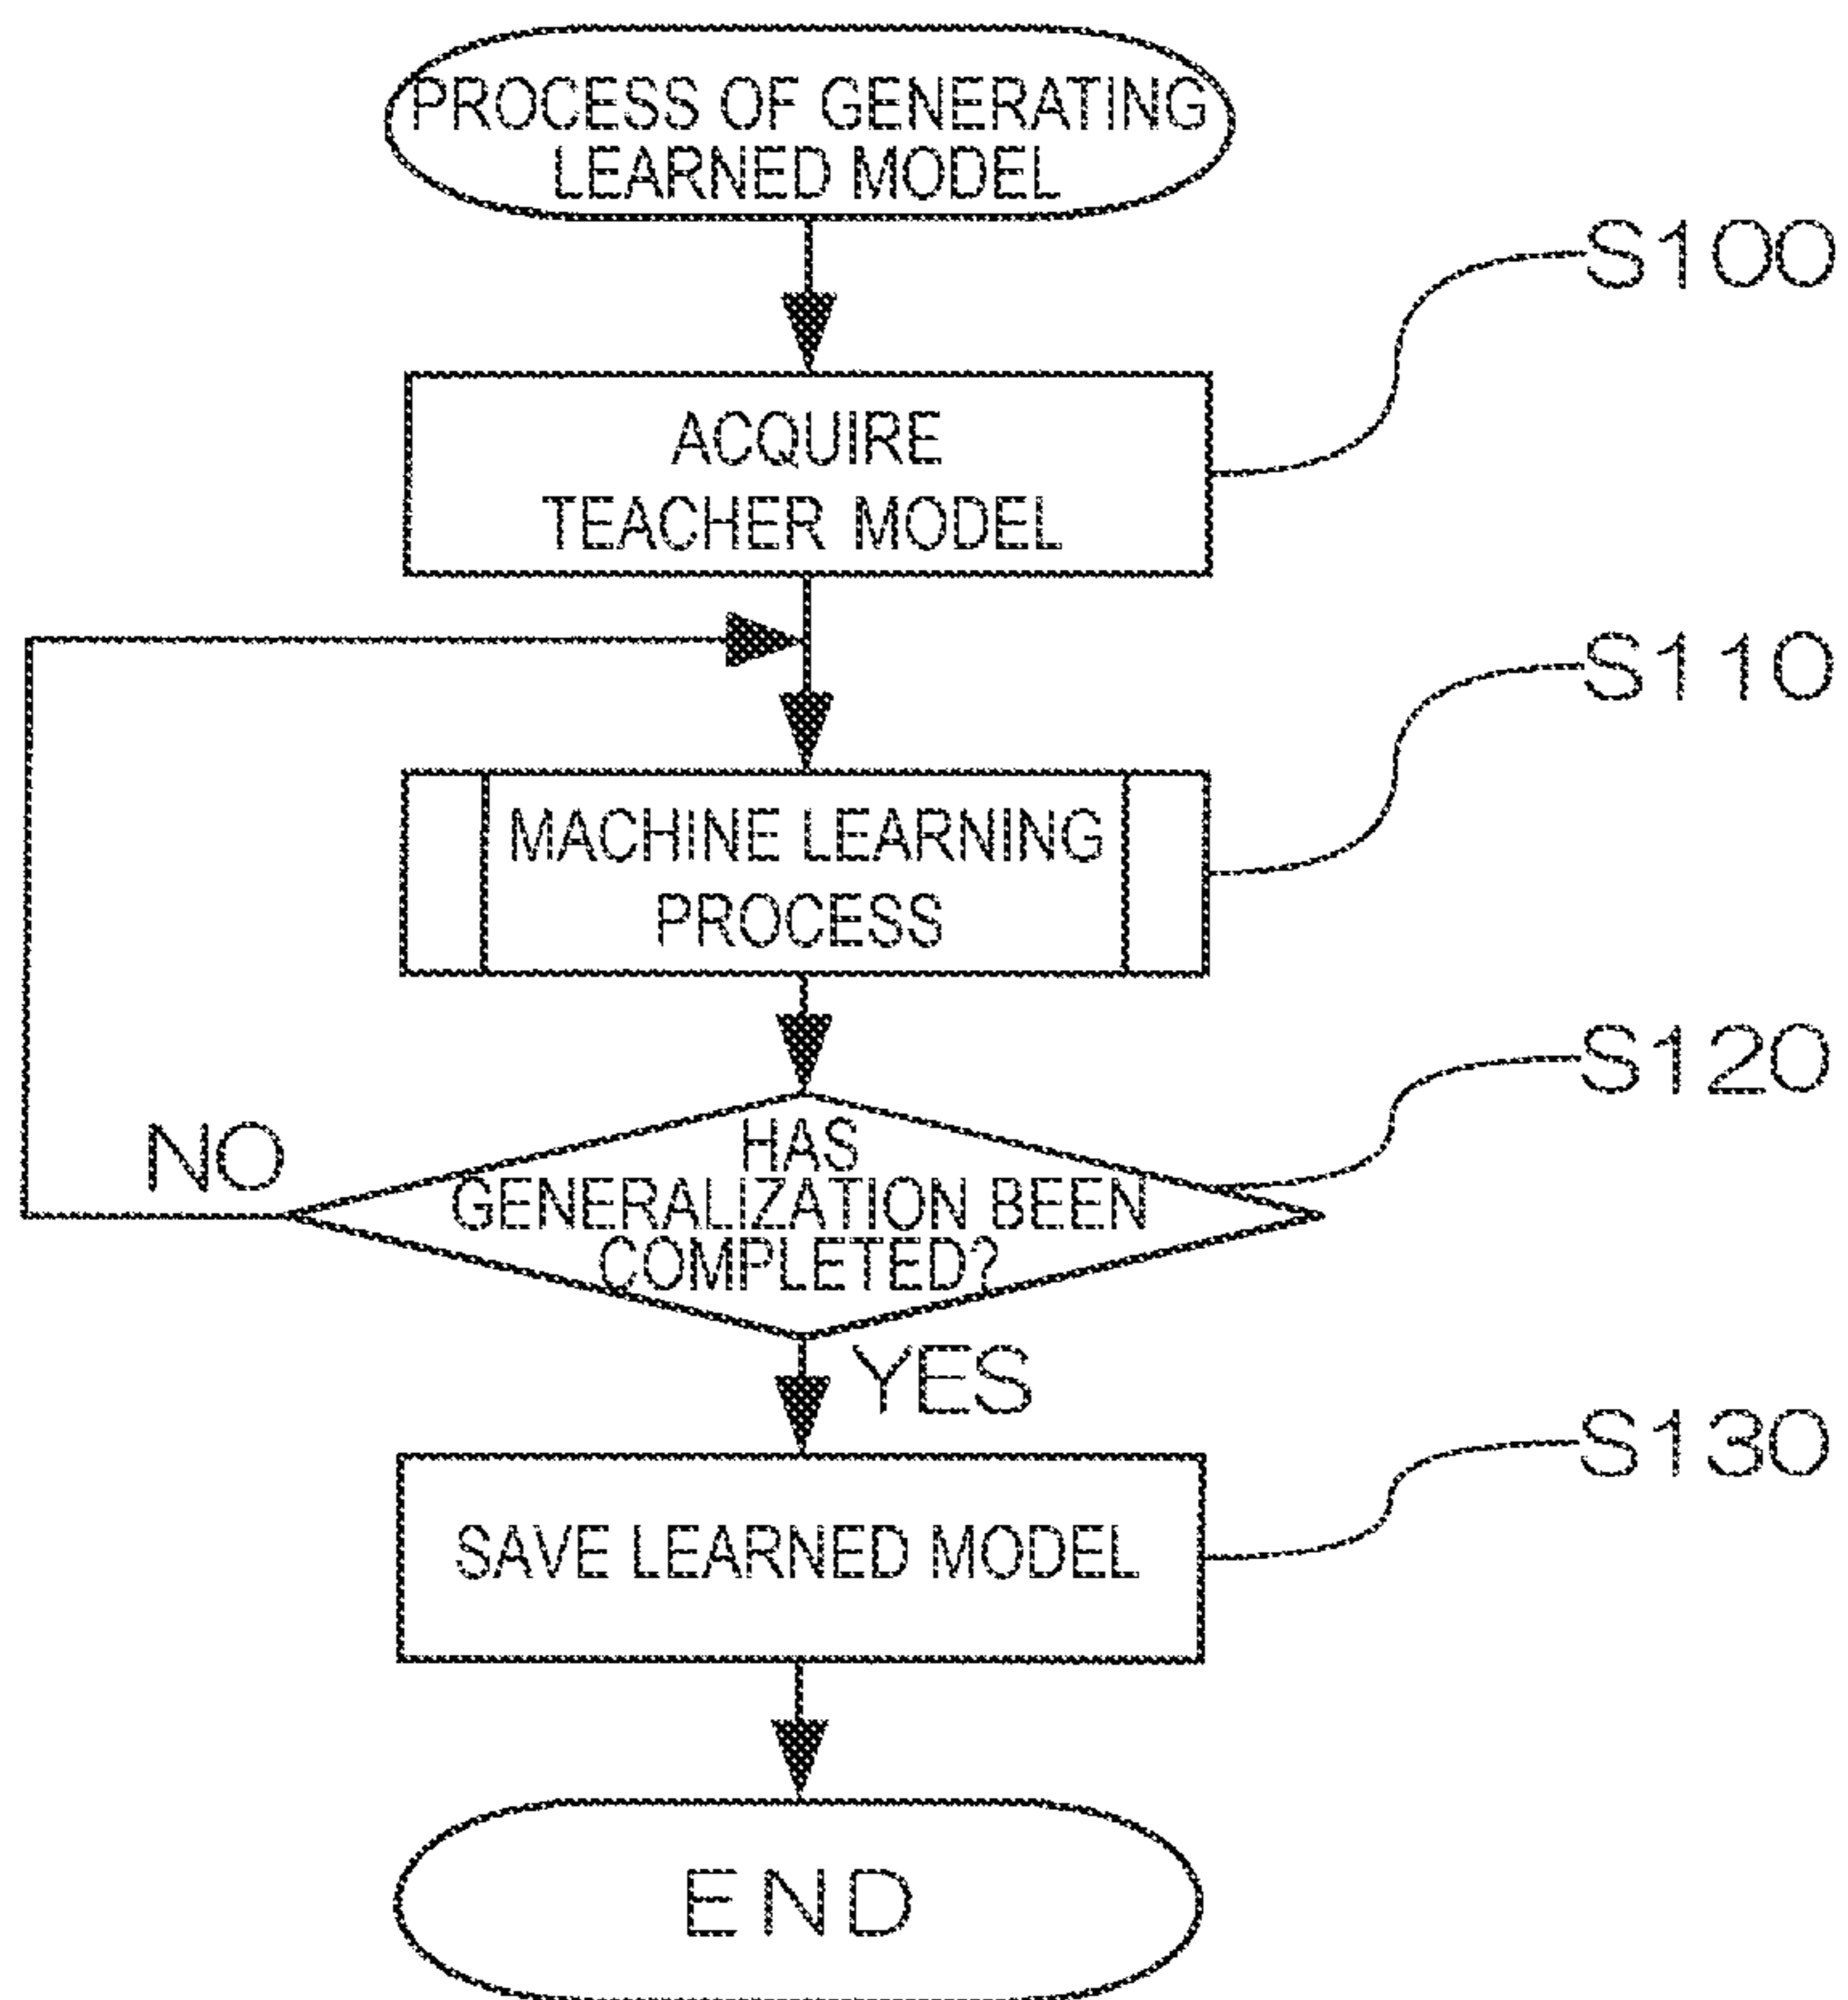 PROCESS OF GENERATING
LEARNED MODEL
S100
ACQUIRE
TEACHER MODEL
S110
MACHINE LEARNING
PROCESS
S120
NO
HAS
GENERALIZATION BEEN
COMPLETED?
YES
S130
SAVE LEARNED MODEL
END